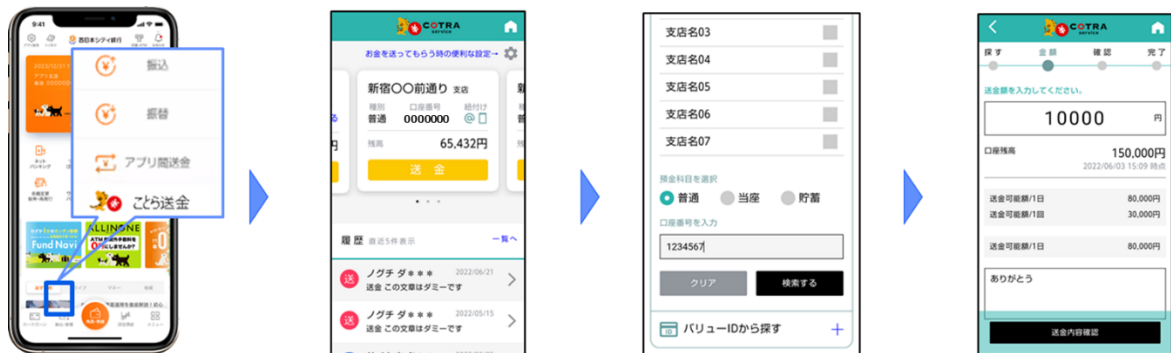 9:41
西日本シティ銀行
振込
振替
アプリ間送金
ことら送金
Fund Navi
ALLINONE
メニュー
COTRA
service
お金を送ってもらう時の便利な設定→
新宿〇〇前通り 支店
種別 口座番号 紐付け
普通 0000000
残高 65,432円
送 金
履歴 直近5件表示 一覧へ
送 ノグチ ダ＊＊＊ 2022/06/21
送金 この文章はダミーです
送 ノグチ ダ＊＊＊ 2022/05/15
送金 この文章はダミーです
支店名03
支店名04
支店名05
支店名06
支店名07
預金科目を選択
普通 当座 貯蓄
口座番号を入力
1234567
クリア 検索する
ID バリューIDから探す +
COTRA
service
探す 金額 確認 完了
送金額を入力してください。
10000 円
口座残高 150,000円
2022/06/03 15:09 時点
送金可能額/1日 80,000円
送金可能額/1回 30,000円
送金可能額/1日 80,000円
ありがとう
送金内容確認